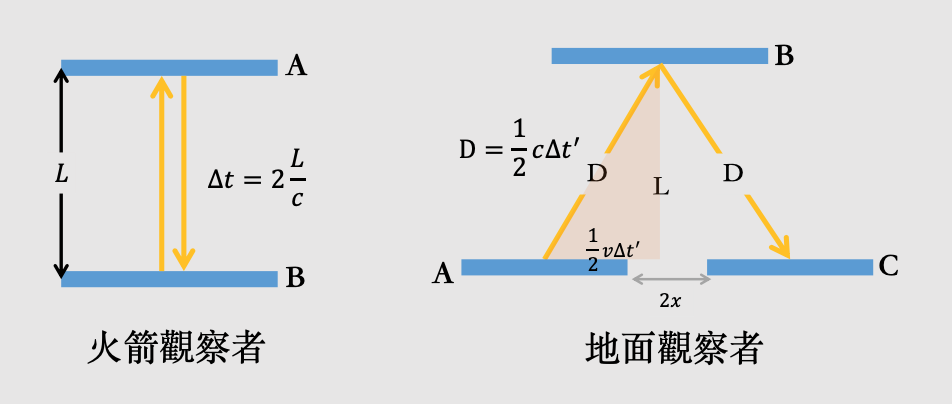 A
L
Δt = 2 L/c
B
火箭觀察者
B
D = 1/2 cΔt′
D
L
D
1/2 vΔt′
A
C
2x
地面觀察者